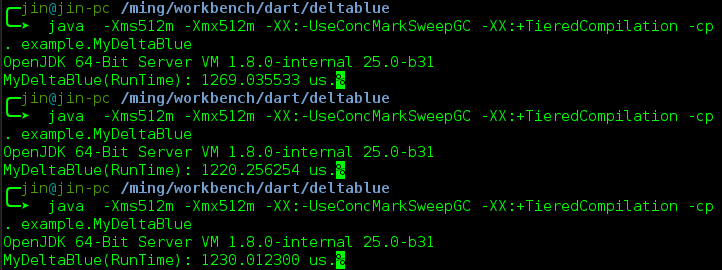 ╭─jin@jin-pc /ming/workbench/dart/deltablue
╰─➤  java  -Xms512m -Xmx512m -XX:-UseConcMarkSweepGC -XX:+TieredCompilation -cp
. example.MyDeltaBlue
OpenJDK 64-Bit Server VM 1.8.0-internal 25.0-b31
MyDeltaBlue(RunTime): 1269.035533 us.%
╭─jin@jin-pc /ming/workbench/dart/deltablue
╰─➤  java  -Xms512m -Xmx512m -XX:-UseConcMarkSweepGC -XX:+TieredCompilation -cp
. example.MyDeltaBlue
OpenJDK 64-Bit Server VM 1.8.0-internal 25.0-b31
MyDeltaBlue(RunTime): 1220.256254 us.%
╭─jin@jin-pc /ming/workbench/dart/deltablue
╰─➤  java  -Xms512m -Xmx512m -XX:-UseConcMarkSweepGC -XX:+TieredCompilation -cp
. example.MyDeltaBlue
OpenJDK 64-Bit Server VM 1.8.0-internal 25.0-b31
MyDeltaBlue(RunTime): 1230.012300 us.%